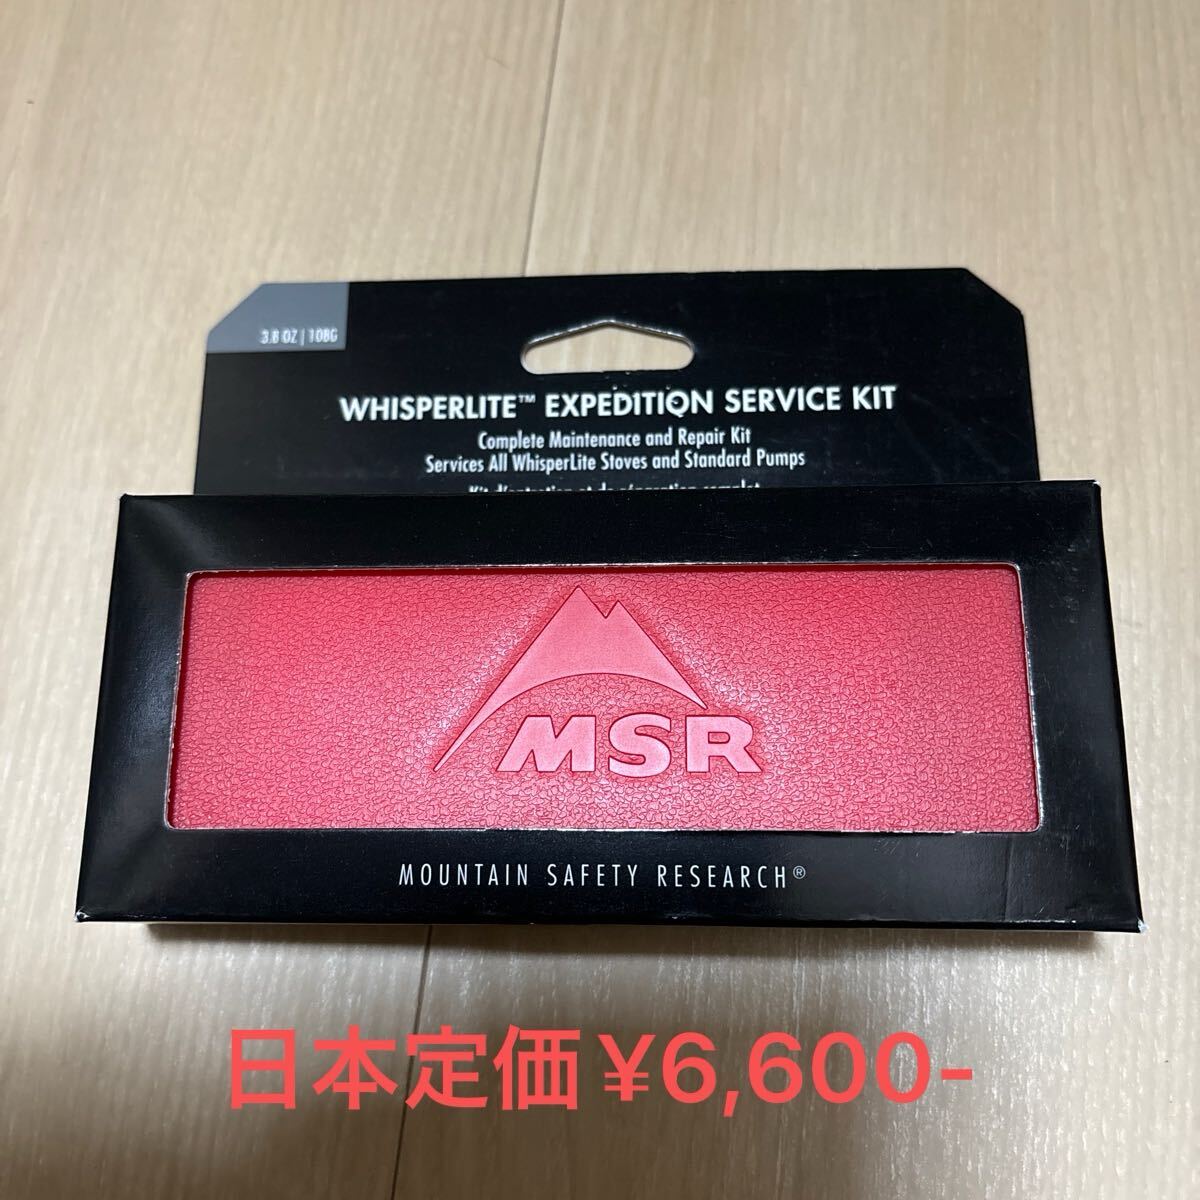 3.8 OZ | 108G
WHISPERLITE™ EXPEDITION SERVICE KIT
Complete Maintenance and Repair Kit
Services All WhisperLite Stoves and Standard Pumps
MSR
MOUNTAIN SAFETY RESEARCH®
日本定価¥6,600-